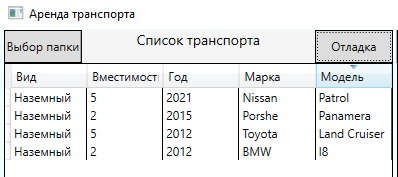 Аренда транспорта
Выбор папки Список транспорта Отладка
Вид Вместимост Год Марка Модель
Наземный 5 2021 Nissan Patrol
Наземный 2 2015 Porshe Panamera
Наземный 5 2012 Toyota Land Cruiser
Наземный 2 2012 BMW I8